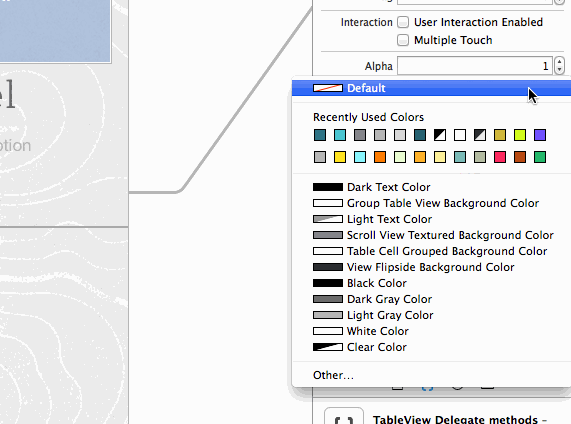 Interaction User Interaction Enabled
Multiple Touch
Alpha 1
el
ption
Default
Recently Used Colors
Dark Text Color
Group Table View Background Color
Light Text Color
Scroll View Textured Background Color
Table Cell Grouped Background Color
View Flipside Background Color
Black Color
Dark Gray Color
Light Gray Color
White Color
Clear Color
Other...
{ } TableView Delegate methods -